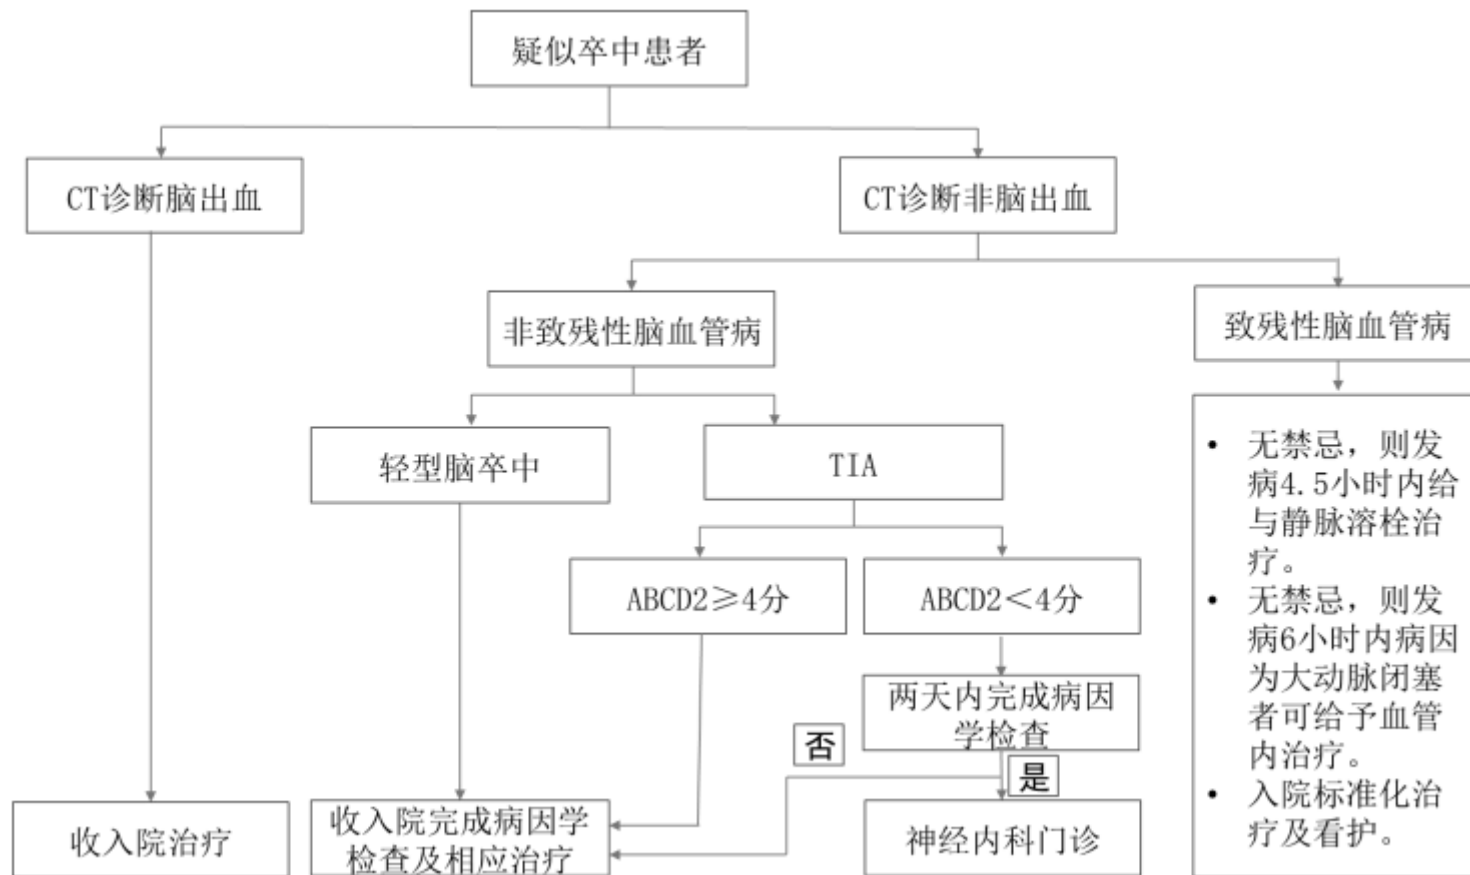 疑似卒中患者
CT诊断脑出血
CT诊断非脑出血
非致残性脑血管病
致残性脑血管病
轻型脑卒中
TIA
ABCD2≥4分
ABCD2＜4分
两天内完成病因
学检查
否
是
收入院治疗
收入院完成病因学
检查及相应治疗
神经内科门诊
• 无禁忌，则发
病4.5小时内给
与静脉溶栓治
疗。
• 无禁忌，则发
病6小时内病因
为大动脉闭塞
者可给予血管
内治疗。
• 入院标准化治
疗及看护。